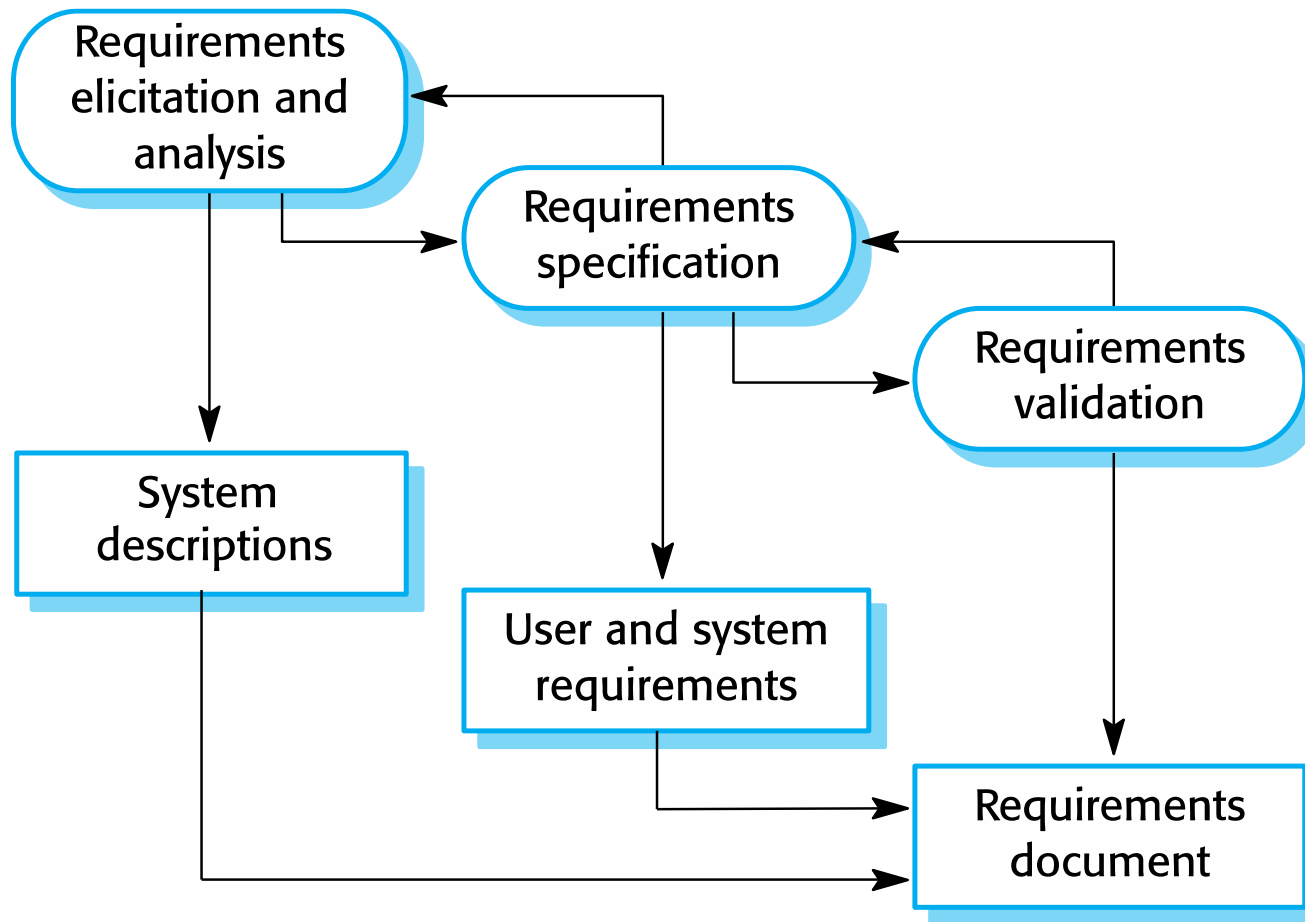 Requirements
elicitation and
analysis
Requirements
specification
Requirements
validation
System
descriptions
User and system
requirements
Requirements
document